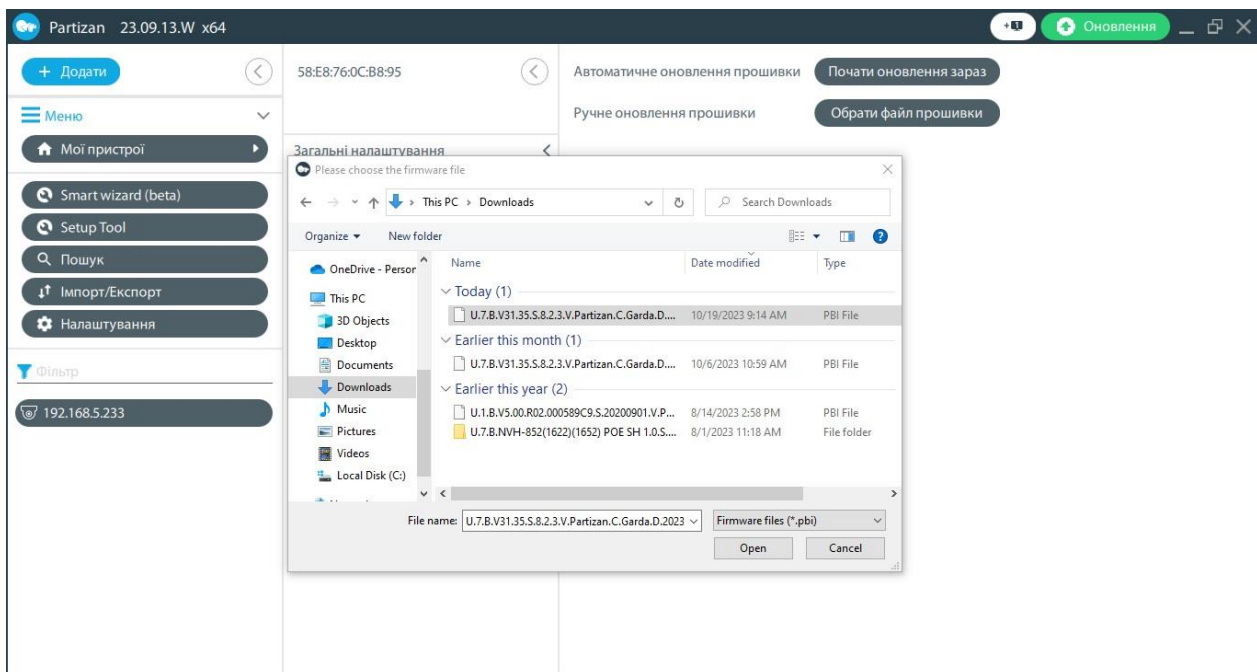 Partizan 23.09.13.W x64
Оновлення
+ Додати
Меню
Мої пристрої
Smart wizard (beta)
Setup Tool
Пошук
Імпорт/Експорт
Налаштування
Фільтр
192.168.5.233
58:E8:76:0C:B8:95
Загальні налаштування
Автоматичне оновлення прошивки
Почати оновлення зараз
Ручне оновлення прошивки
Обрати файл прошивки
Please choose the firmware file
This PC > Downloads
Search Downloads
Organize
New folder
OneDrive - Person
This PC
3D Objects
Desktop
Documents
Downloads
Music
Pictures
Videos
Local Disk (C:)
Name Date modified Type
Today (1)
U.7.B.V31.35.S.8.2.3.V.Partizan.C.Garda.D.... 10/19/2023 9:14 AM PBI File
Earlier this month (1)
U.7.B.V31.35.S.8.2.3.V.Partizan.C.Garda.D.... 10/6/2023 10:59 AM PBI File
Earlier this year (2)
U.1.B.V5.00.R02.000589C9.S.20200901.V.P... 8/14/2023 2:58 PM PBI File
U.7.B.NVH-852(1622)(1652) POE SH 1.0.S.... 8/1/2023 11:18 AM File folder
File name: U.7.B.V31.35.S.8.2.3.V.Partizan.C.Garda.D.2023
Firmware files (*.pbi)
Open
Cancel